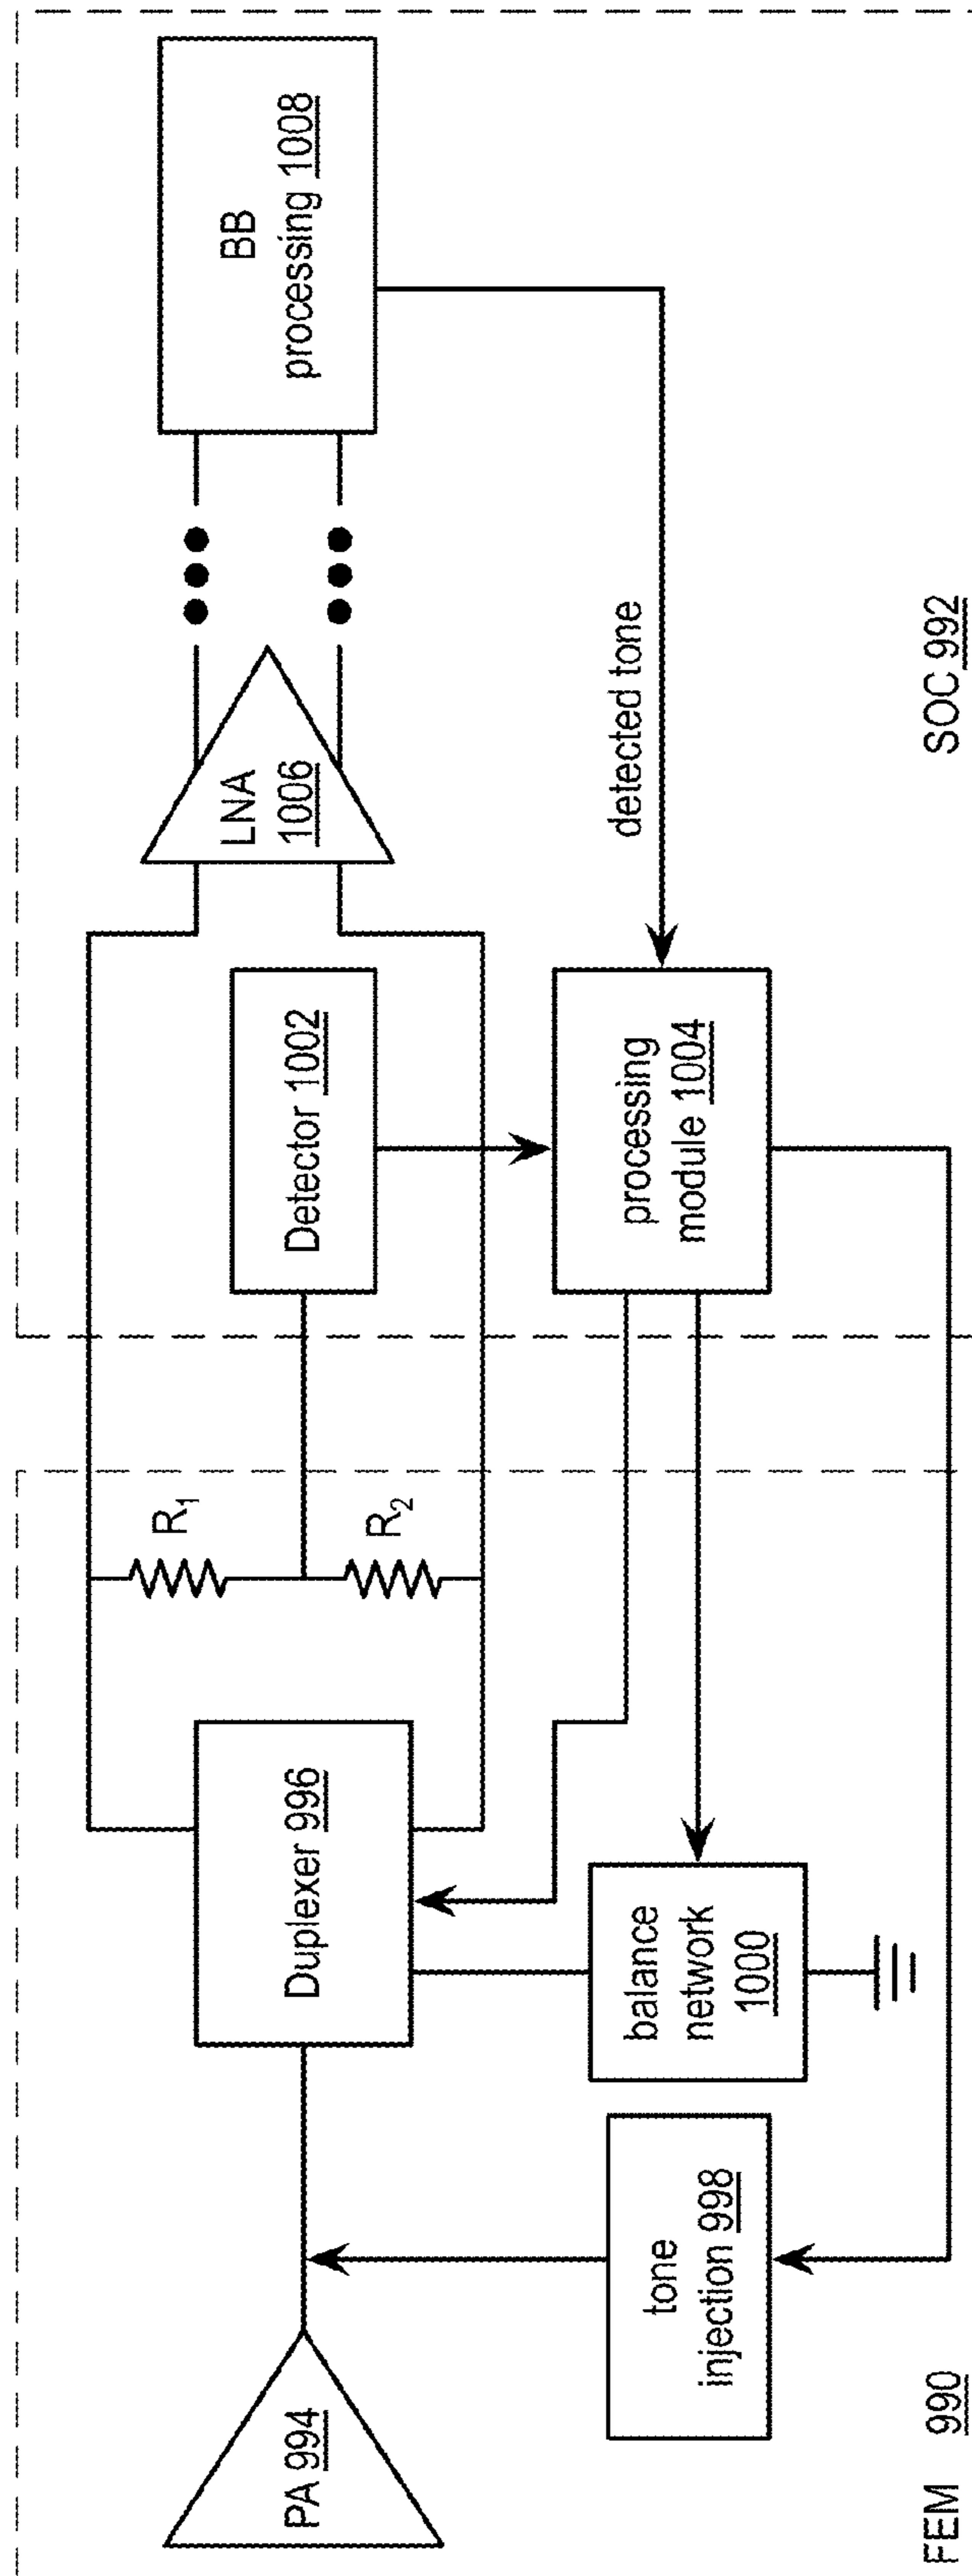 PA 994
Duplexer 996
R1
R2
Detector 1002
LNA
1006
BB
processing 1008
tone
injection 998
balance
network
1000
processing
module 1004
detected tone
FEM 990
SOC 992